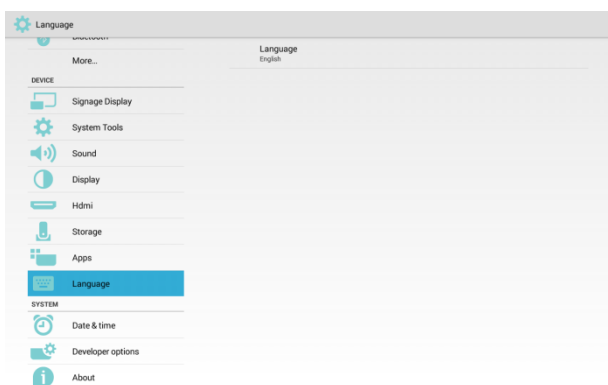 Language
Bluetooth
More...
DEVICE
Signage Display
System Tools
Sound
Display
Hdmi
Storage
Apps
Language
SYSTEM
Date & time
Developer options
About
Language
English